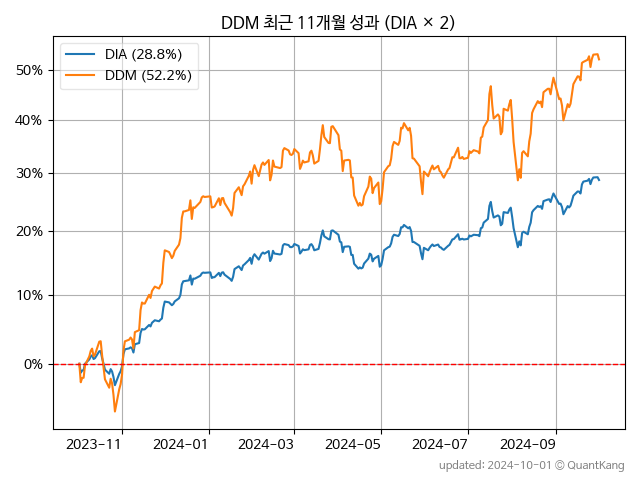 DDM 최근 11개월 성과 (DIA × 2)
DIA (28.8%)
DDM (52.2%)
50%
40%
30%
20%
10%
0%
2023−11 2024−01 2024−03 2024−05 2024−07 2024−09
updated: 2024-10-01 © QuantKang